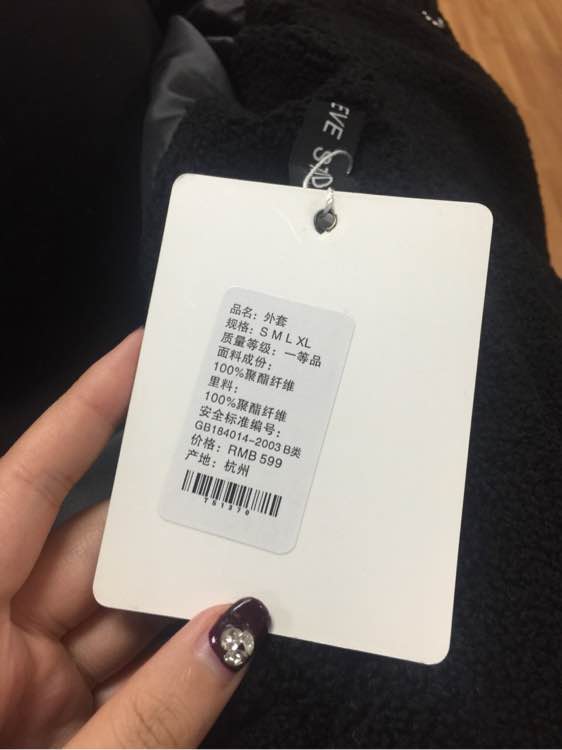 EVE
品名：外套
规格：S M L XL
质量等级：一等品
面料成份：
100%聚酯纤维
里料：
100%聚酯纤维
安全标准编号：
GB184014-2003 B类
价格：RMB 599
产地：杭州